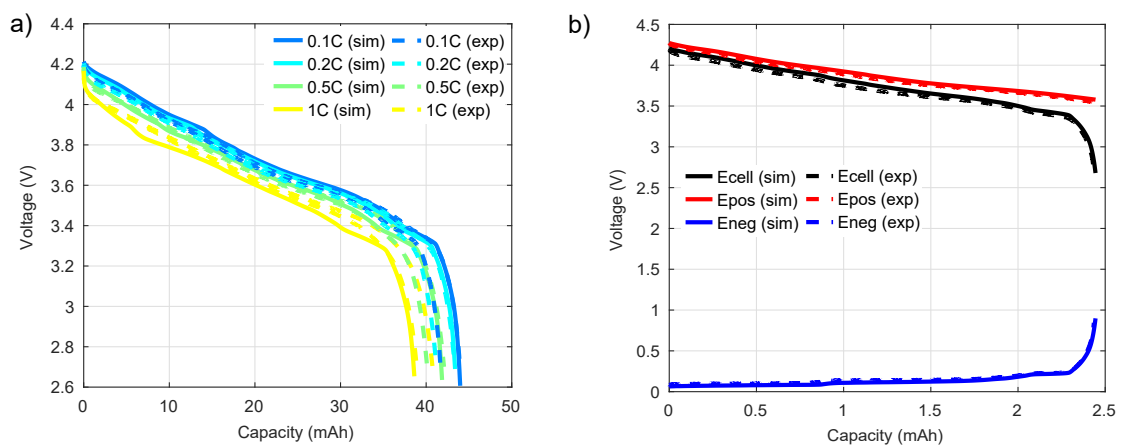 a)
4.4
4.2
4
3.8
3.6
3.4
3.2
3
2.8
2.6
Voltage (V)
0.1C (sim) 0.1C (exp)
0.2C (sim) 0.2C (exp)
0.5C (sim) 0.5C (exp)
1C (sim) 1C (exp)
0 10 20 30 40 50
Capacity (mAh)
b)
4.5
4
3.5
3
2.5
2
1.5
1
0.5
0
Voltage (V)
Ecell (sim) Ecell (exp)
Epos (sim) Epos (exp)
Eneg (sim) Eneg (exp)
0 0.5 1 1.5 2 2.5
Capacity (mAh)